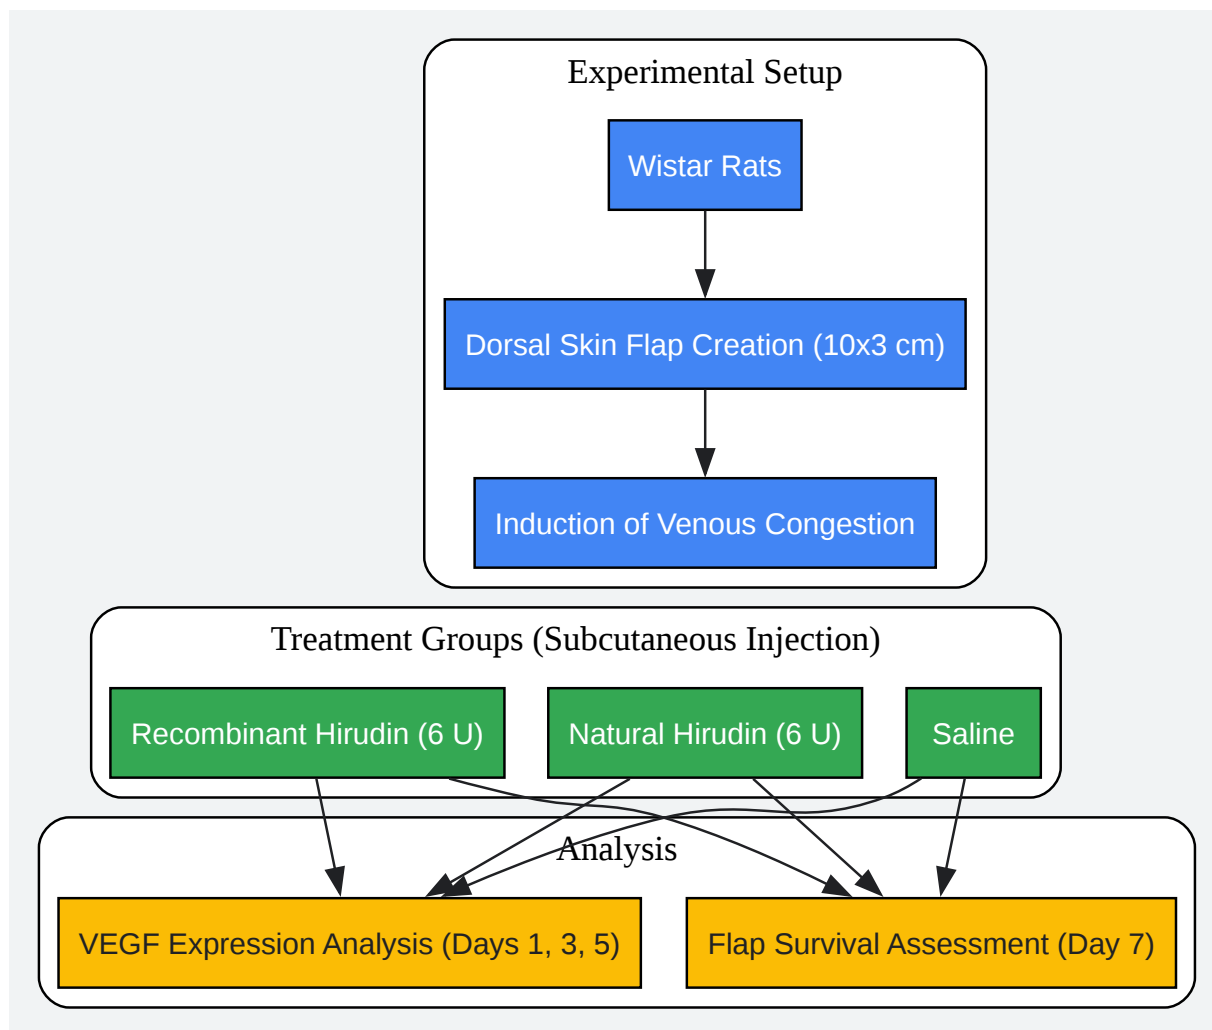 Experimental Setup
Wistar Rats
Dorsal Skin Flap Creation (10x3 cm)
Induction of Venous Congestion
Treatment Groups (Subcutaneous Injection)
Recombinant Hirudin (6 U)
Natural Hirudin (6 U)
Saline
Analysis
VEGF Expression Analysis (Days 1, 3, 5)
Flap Survival Assessment (Day 7)